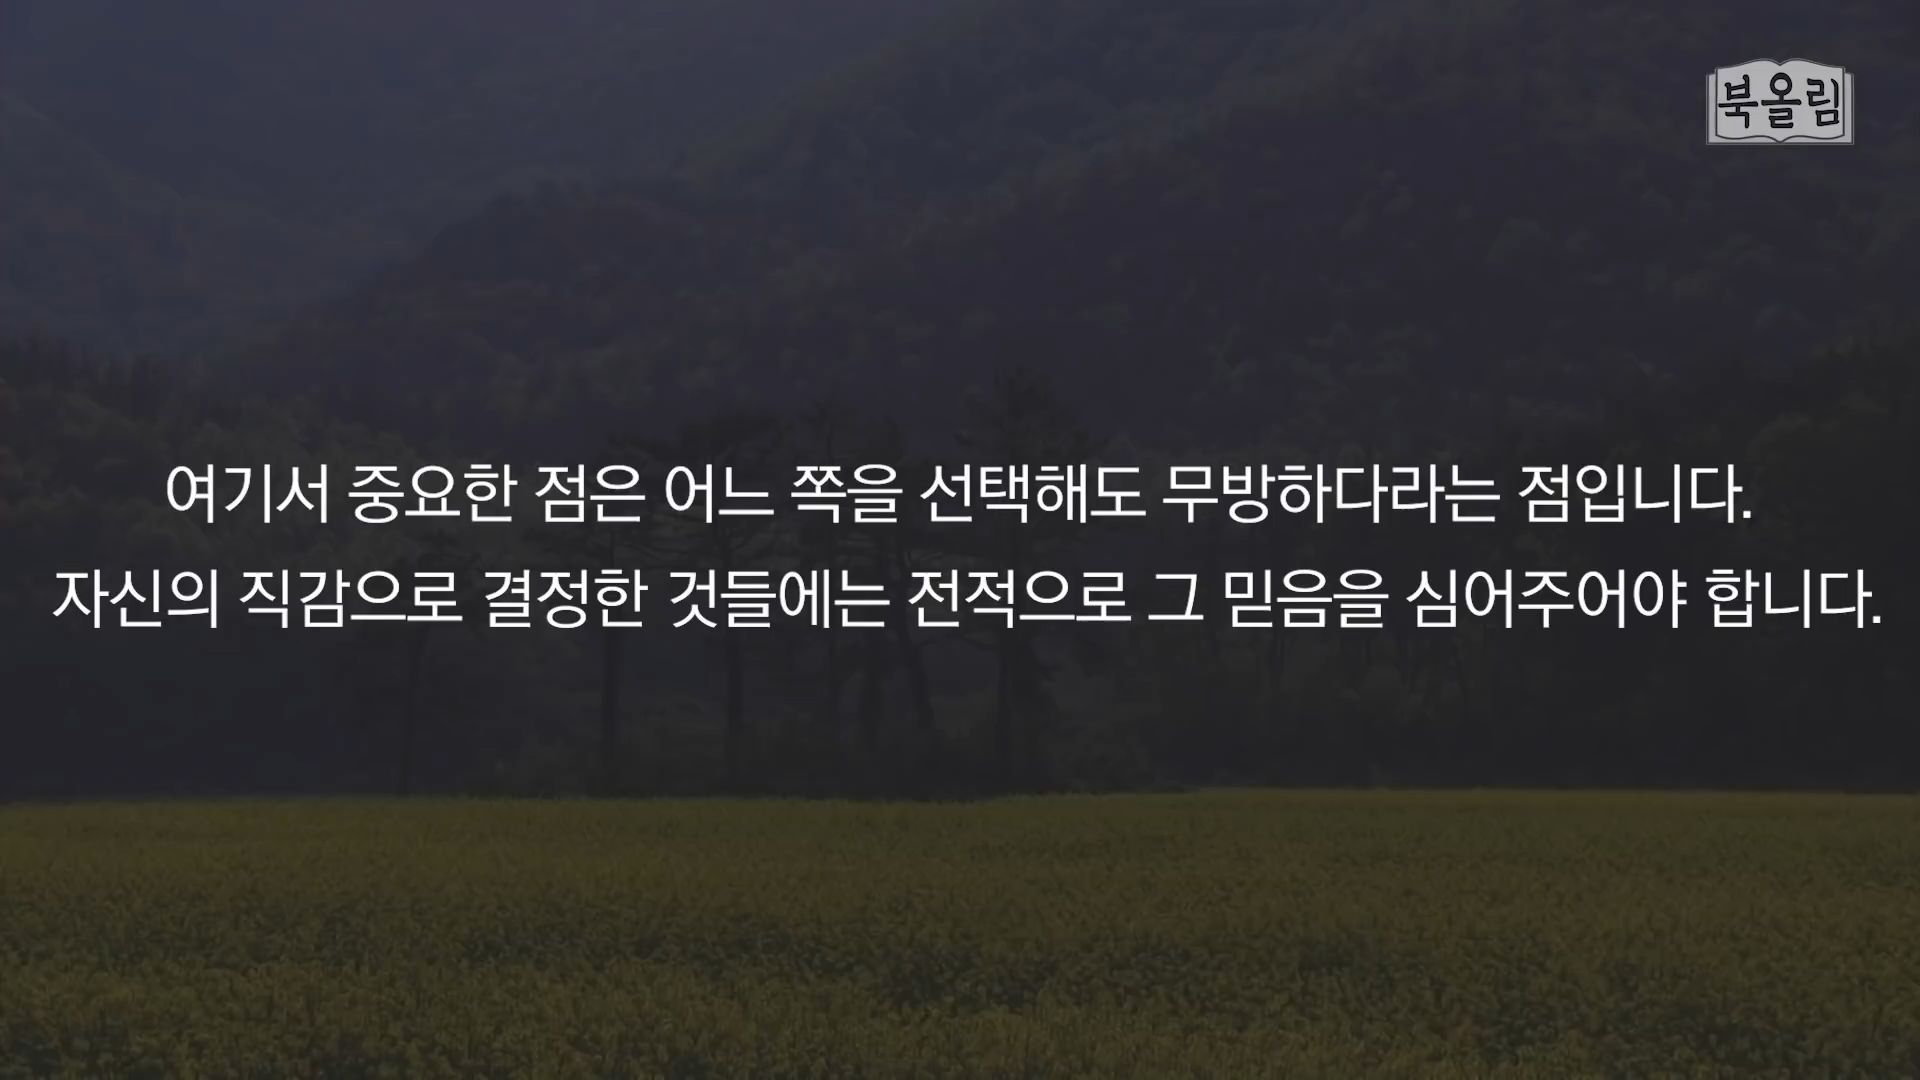 북올림
여기서 중요한 점은 어느 쪽을 선택해도 무방하다라는 점입니다.
자신의 직감으로 결정한 것들에는 전적으로 그 믿음을 심어주어야 합니다.